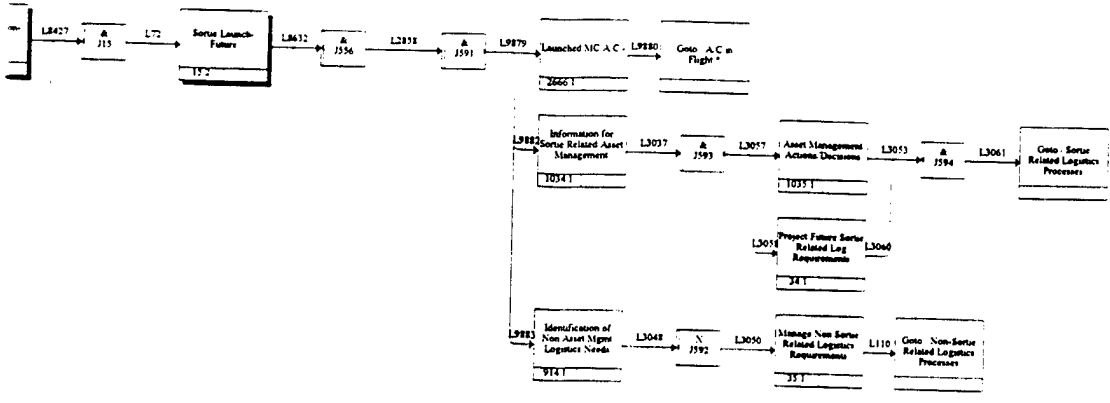 L8427
&
J15
L72
Sortie Launch-
Future
15.2
L8632
&
J556
L2858
&
J591
L9879
Launched MC A/C -
2666.1
L9880
Goto - A/C in
Flight *
L9882
Information for
Sortie Related Asset
Management
1034.1
L3037
&
J593
L3057
Asset Management
Actions/Decisions
1035.1
L3053
&
J594
L3061
Goto - Sortie
Related Logistics
Processes
L3058
Project Future Sortie
Related Log
Requirements
34.1
L3060
L9883
Identification of
Non Asset Mgmt
Logistics Needs
914.1
L3048
X
J592
L3050
Manage Non Sortie
Related Logistics
Requirements
35.1
L110
Goto - Non-Sortie
Related Logistics
Processes